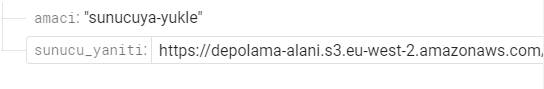 amaci: "sunucuya-yukle"
sunucu_yaniti: https://depolama-alani.s3.eu-west-2.amazonaws.com/